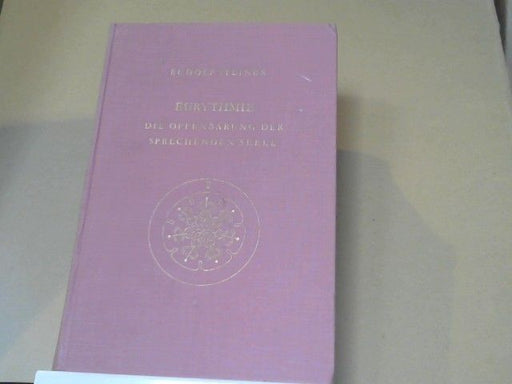 RUDOLF STEINER
EURYTHMIE
DIE OFFENBARUNG DER
SPRECHENDEN SEELE